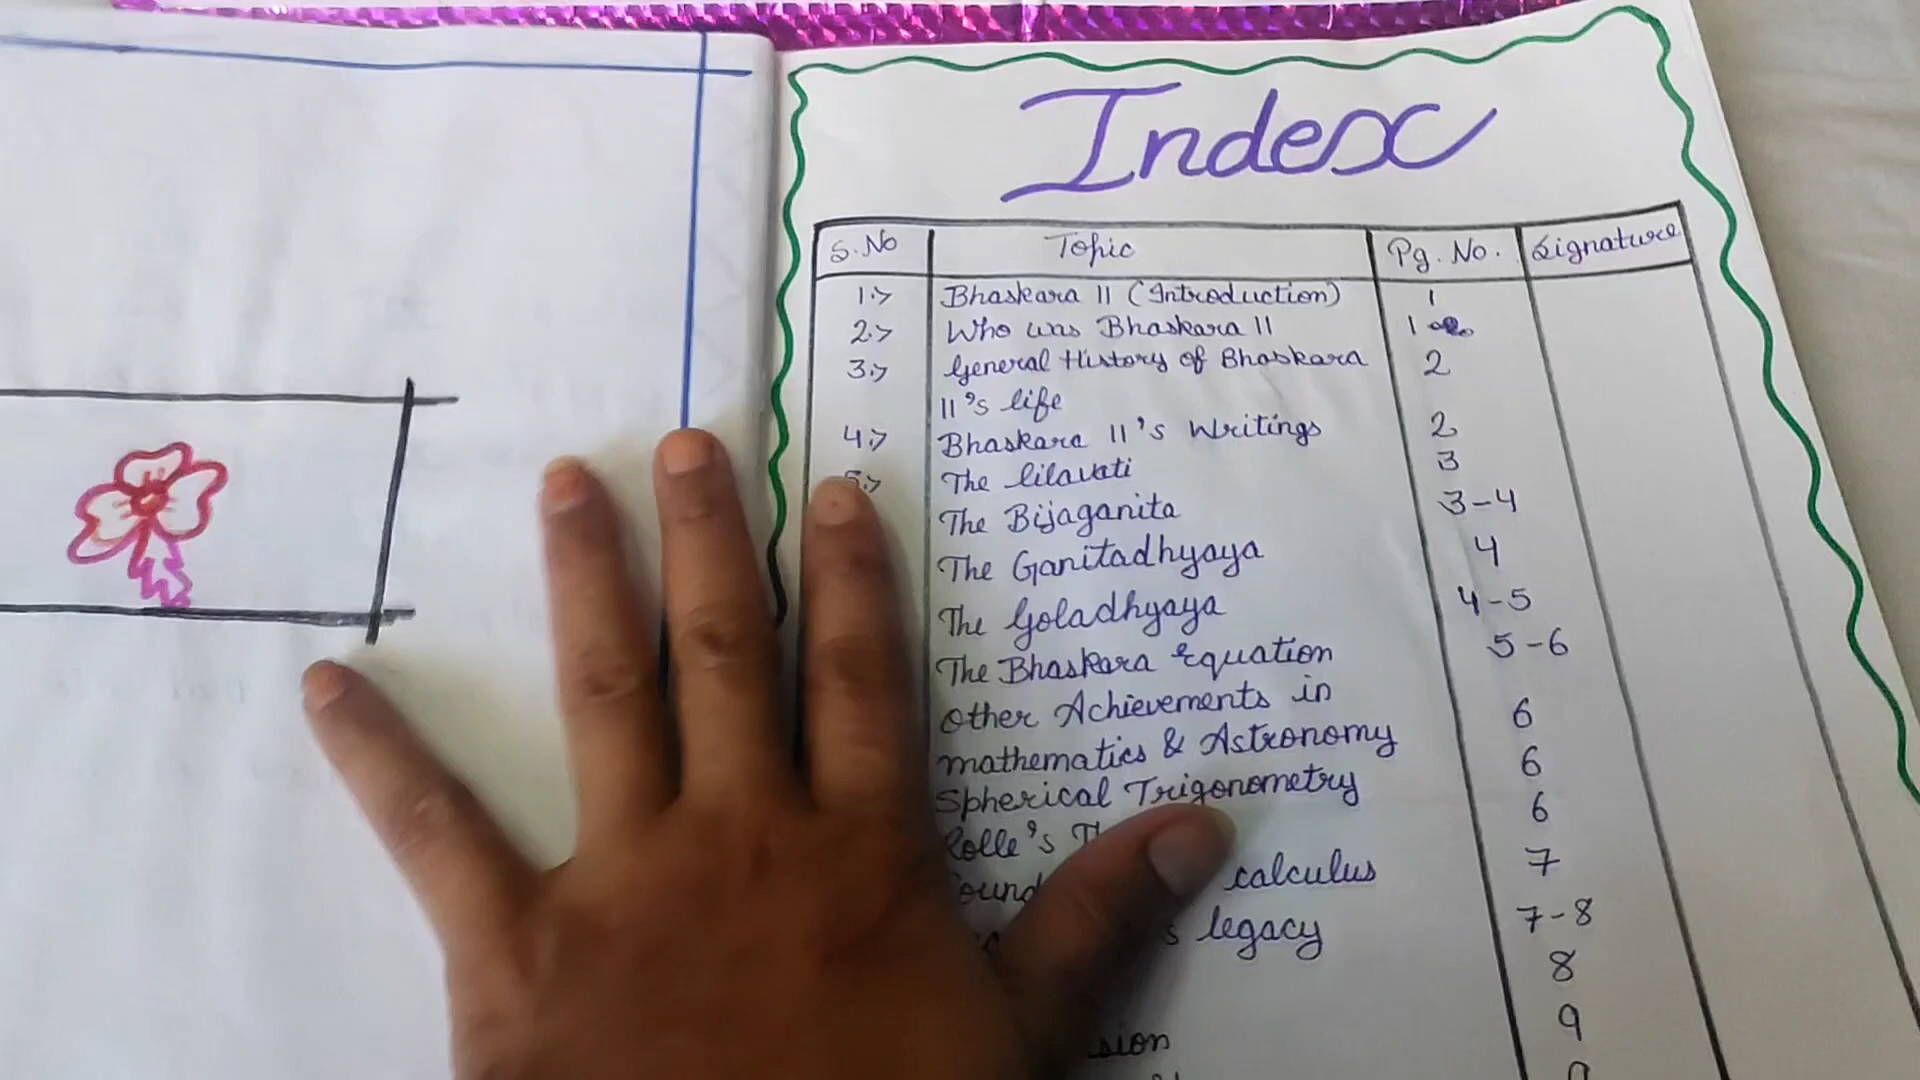 Index
S.No Topic Pg. No. Signature
1.> Bhaskara II (Introduction) 1
2.> Who was Bhaskara II 1
3.> General History of Bhaskara 2
II's life
4.> Bhaskara II's Writings 2
5.> The Lilavati 3
The Bijaganita 3-4
The Ganitadhyaya 4
The Goladhyaya 4-5
The Bhaskara Equation 5-6
Other Achievements in
mathematics & Astronomy 6
Spherical Trigonometry 6
Rolle's 6
calculus 7
legacy 7-8
8
9